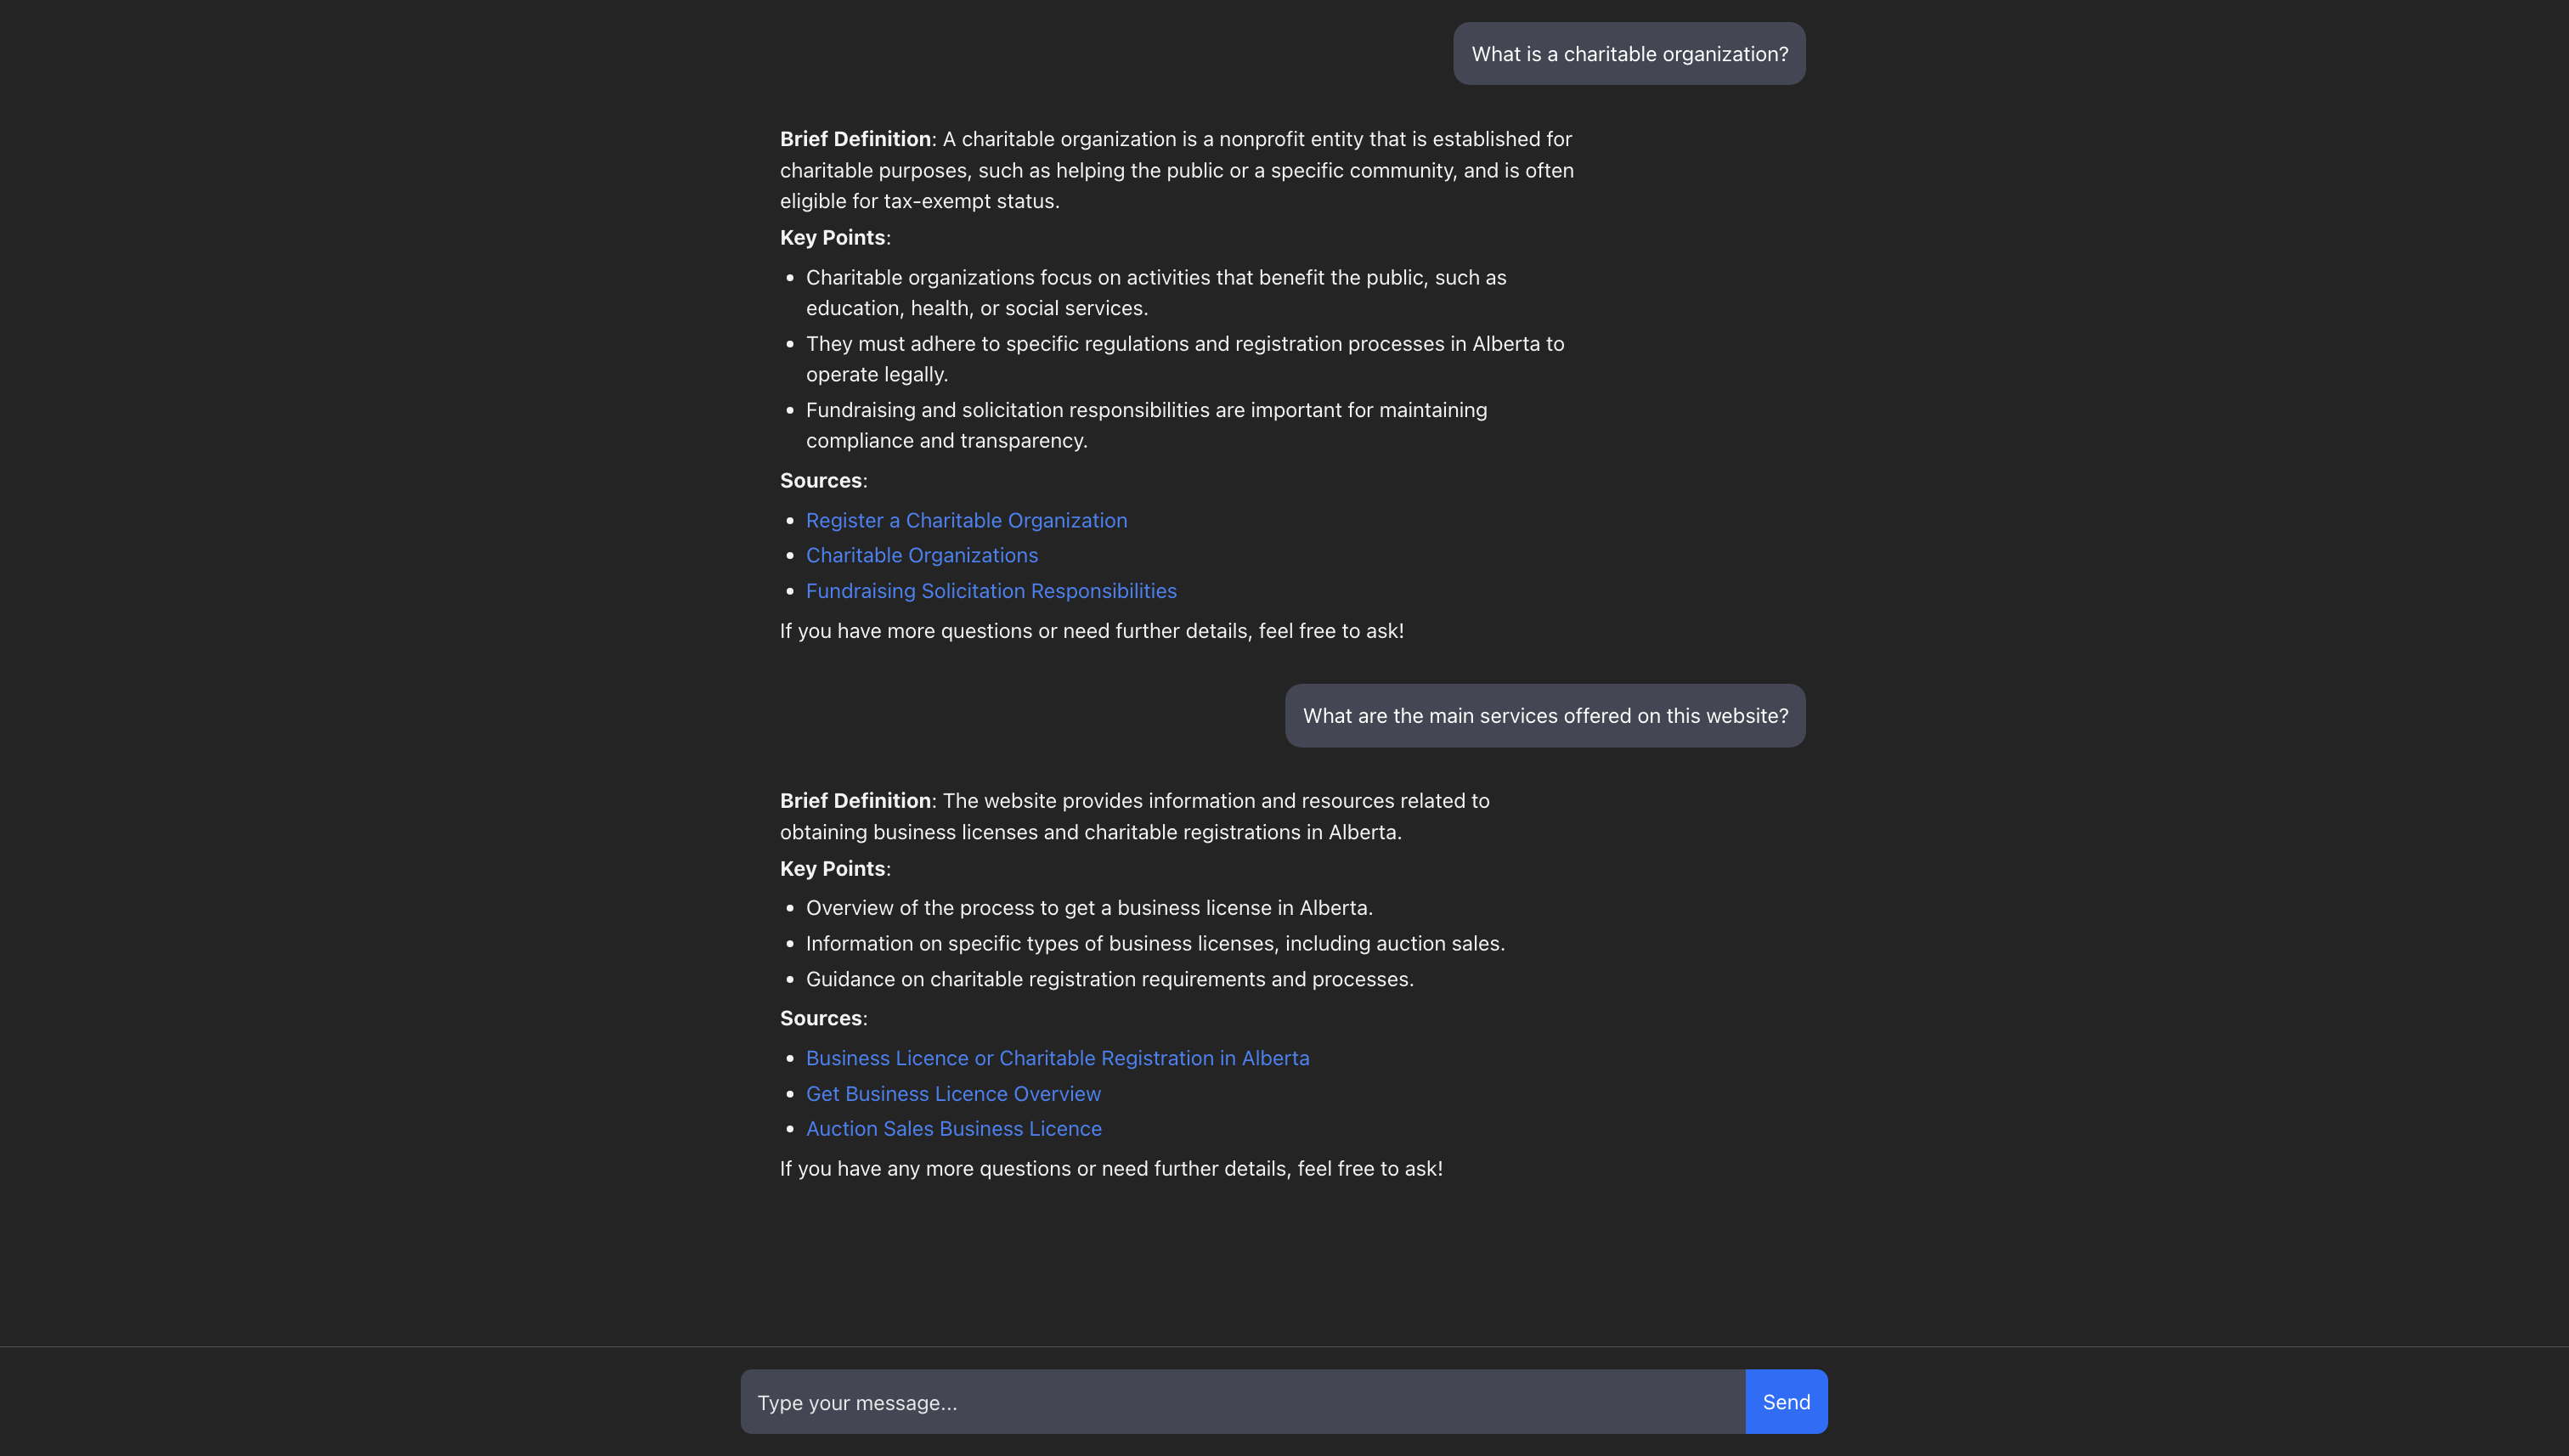 What is a charitable organization?
Brief Definition: A charitable organization is a nonprofit entity that is established for
charitable purposes, such as helping the public or a specific community, and is often
eligible for tax-exempt status.
Key Points:
• Charitable organizations focus on activities that benefit the public, such as
education, health, or social services.
• They must adhere to specific regulations and registration processes in Alberta to
operate legally.
• Fundraising and solicitation responsibilities are important for maintaining
compliance and transparency.
Sources:
• Register a Charitable Organization
• Charitable Organizations
• Fundraising Solicitation Responsibilities
If you have more questions or need further details, feel free to ask!
What are the main services offered on this website?
Brief Definition: The website provides information and resources related to
obtaining business licenses and charitable registrations in Alberta.
Key Points:
• Overview of the process to get a business license in Alberta.
• Information on specific types of business licenses, including auction sales.
• Guidance on charitable registration requirements and processes.
Sources:
• Business Licence or Charitable Registration in Alberta
• Get Business Licence Overview
• Auction Sales Business Licence
If you have any more questions or need further details, feel free to ask!
Type your message...
Send